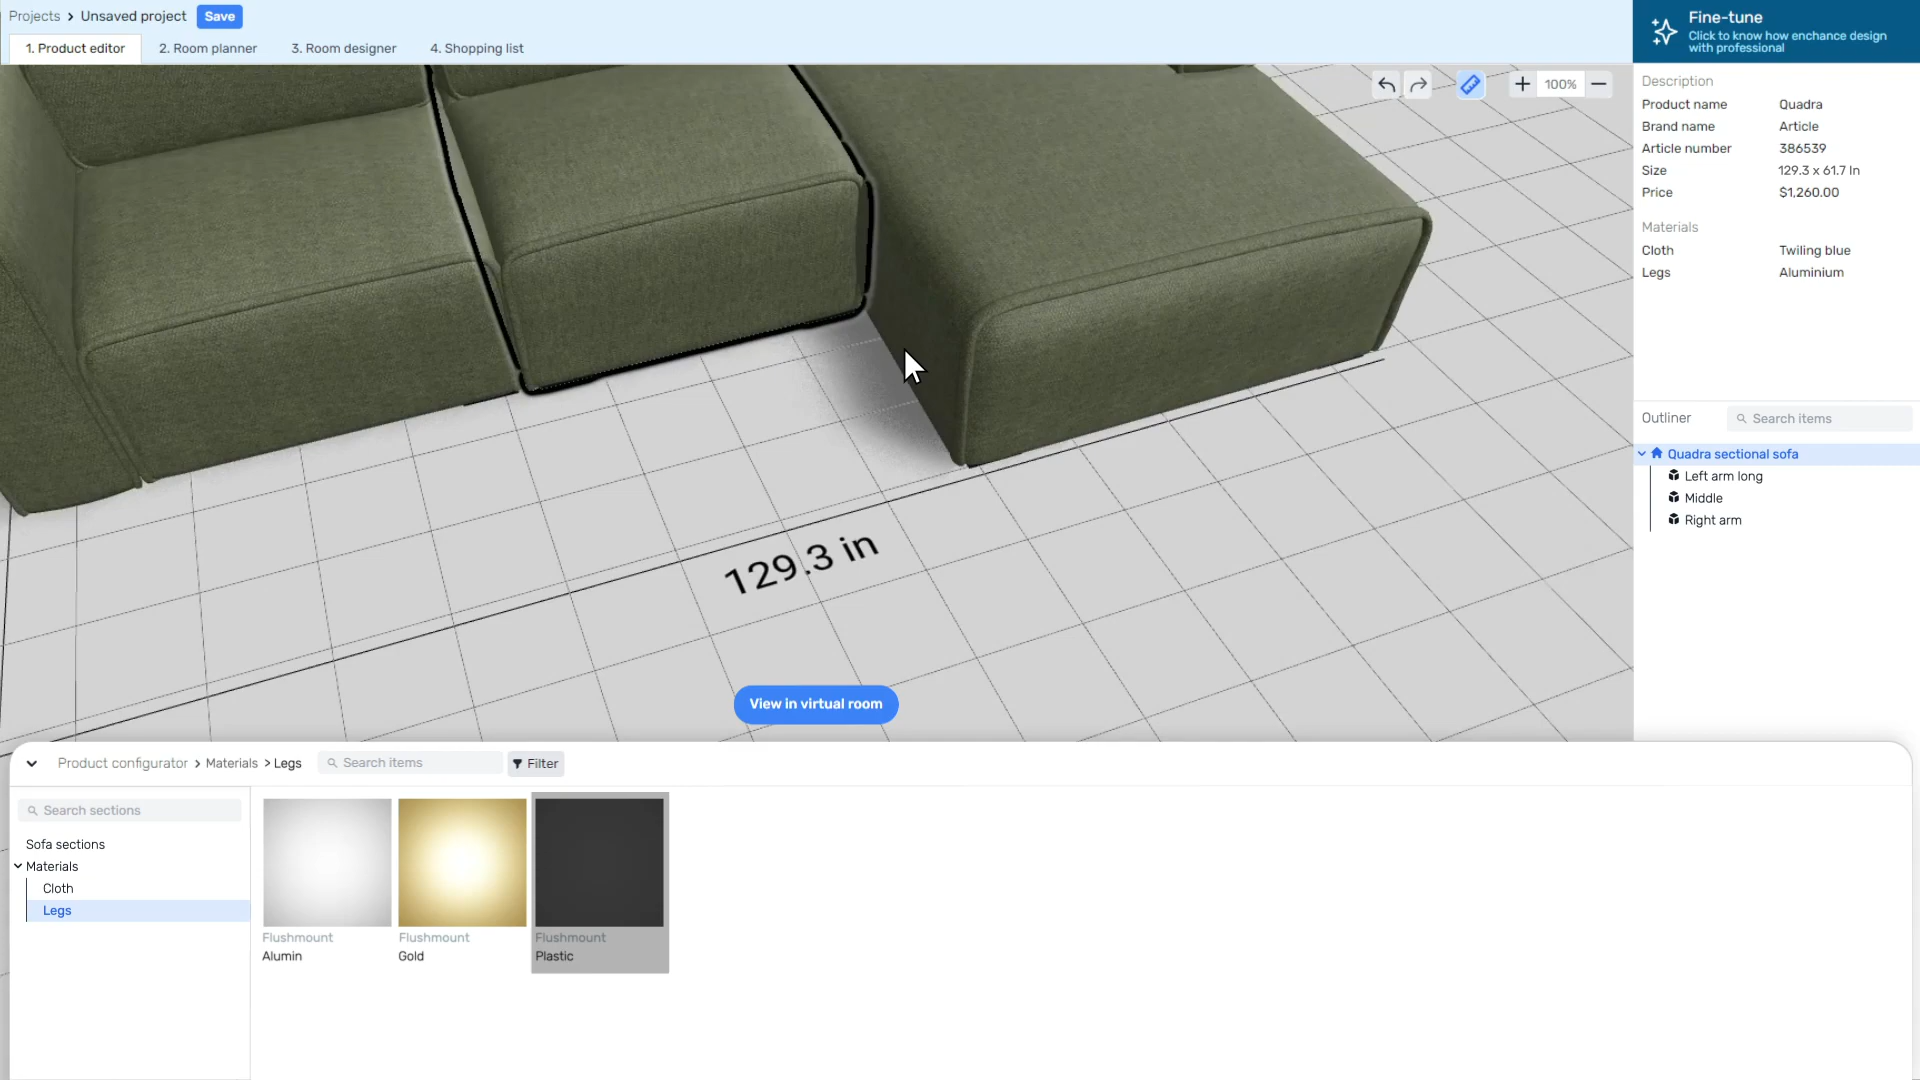 Projects > Unsaved project Save
1. Product editor 2. Room planner 3. Room designer 4. Shopping list
Fine-tune
Click to know how enchance design
with professional
100%
Description
Product name Quadra
Brand name Article
Article number 386539
Size 129.3 x 61.7 In
Price $1,260.00
Materials
Cloth Twiling blue
Legs Aluminium
Outliner Search items
Quadra sectional sofa
Left arm long
Middle
Right arm
129.3 in
View in virtual room
Product configurator > Materials > Legs Search items Filter
Search sections
Sofa sections
Materials
Cloth
Legs
Flushmount
Alumin
Flushmount
Gold
Flushmount
Plastic